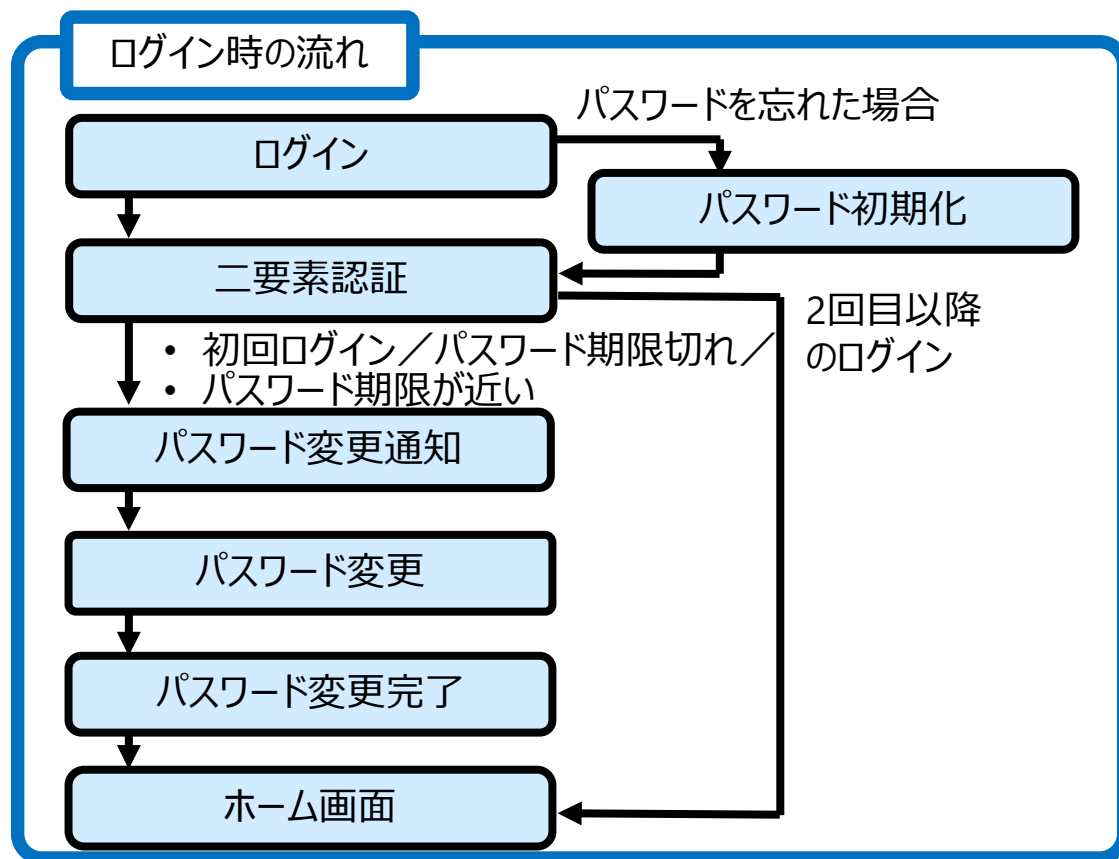 ログイン時の流れ
パスワードを忘れた場合
ログイン
パスワード初期化
二要素認証
2回目以降
のログイン
• 初回ログイン／パスワード期限切れ／
• パスワード期限が近い
パスワード変更通知
パスワード変更
パスワード変更完了
ホーム画面